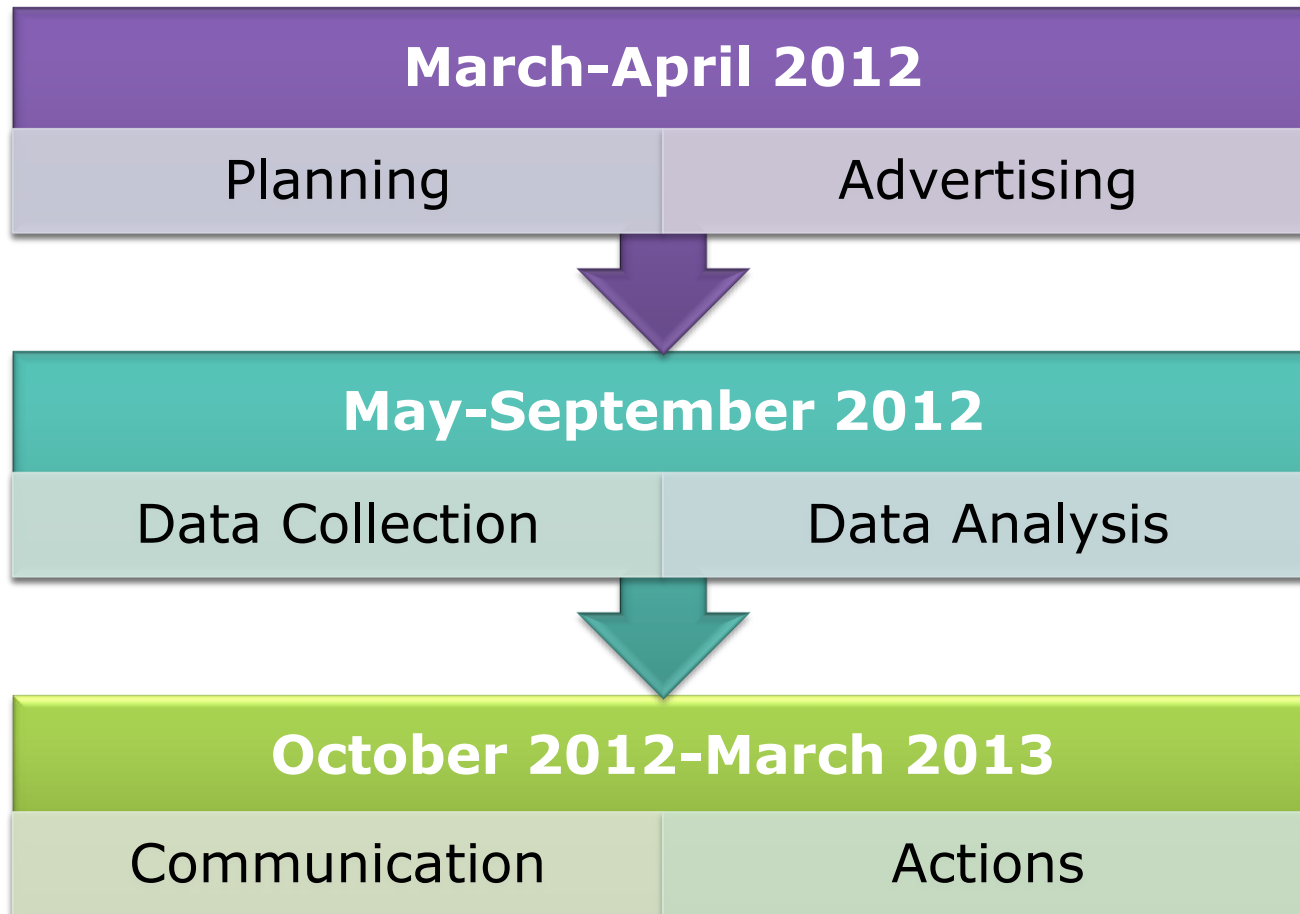 March-April 2012
Planning Advertising
May-September 2012
Data Collection Data Analysis
October 2012-March 2013
Communication Actions